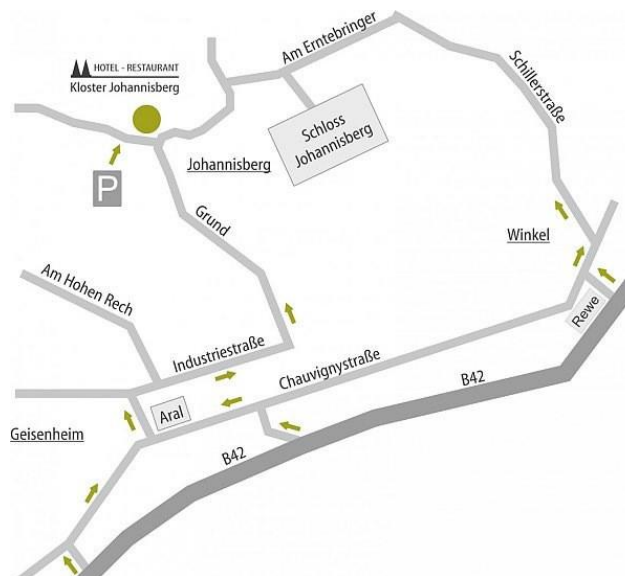 Am Erntebringer
HOTEL - RESTAURANT
Kloster Johannisberg
Schillerstraße
Schloss
Johannisberg
Johannisberg
P
Grund
Winkel
Am Hohen Rech
Rewe
Industriestraße
Chauvignystraße
B42
Aral
Geisenheim
B42